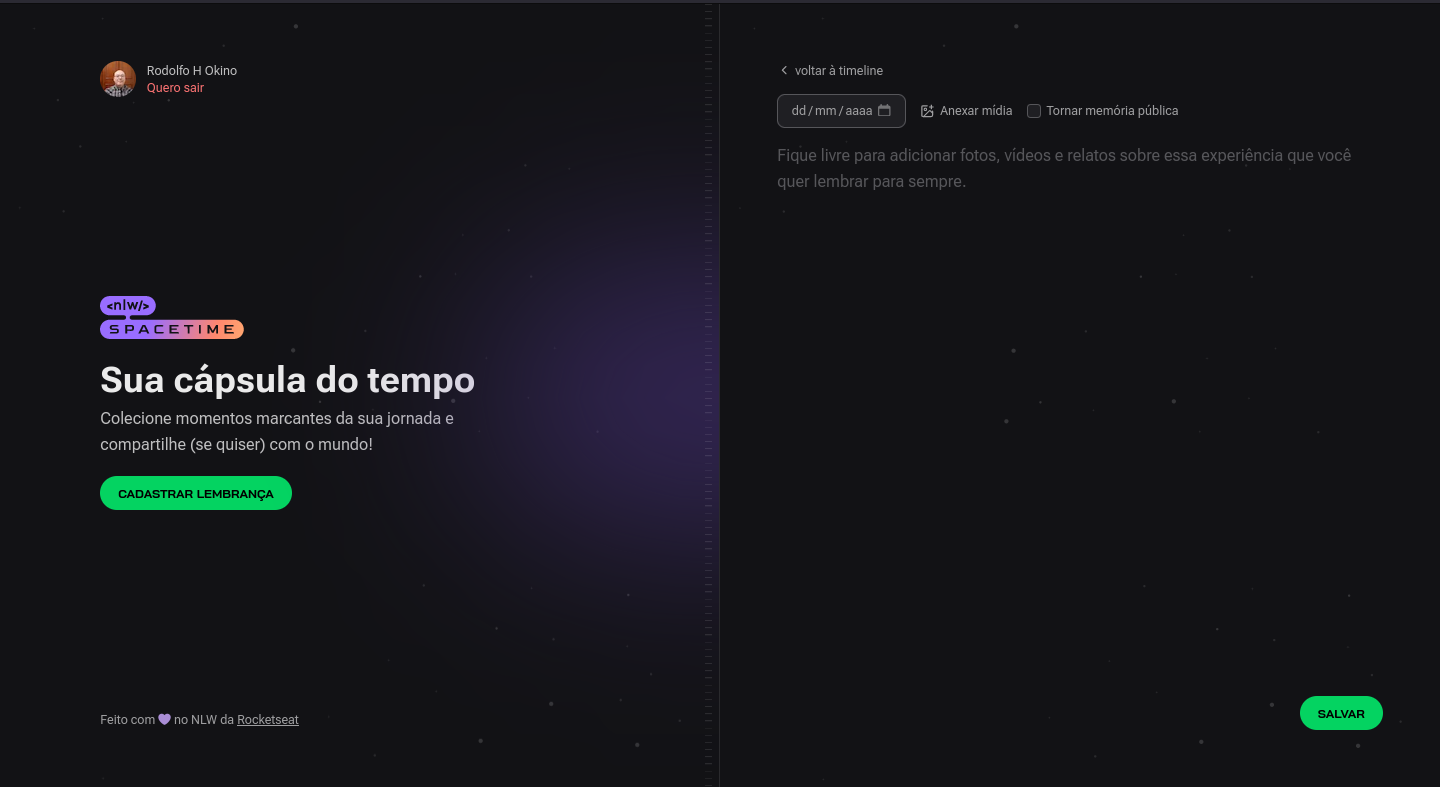 Rodolfo H Okino
Quero sair
<nlw/>
SPACETIME
Sua cápsula do tempo
Colecione momentos marcantes da sua jornada e
compartilhe (se quiser) com o mundo!
CADASTRAR LEMBRANÇA
Feito com 💜 no NLW da Rocketseat
voltar à timeline
dd/mm/aaaa Anexar mídia Tornar memória pública
Fique livre para adicionar fotos, vídeos e relatos sobre essa experiência que você
quer lembrar para sempre.
SALVAR